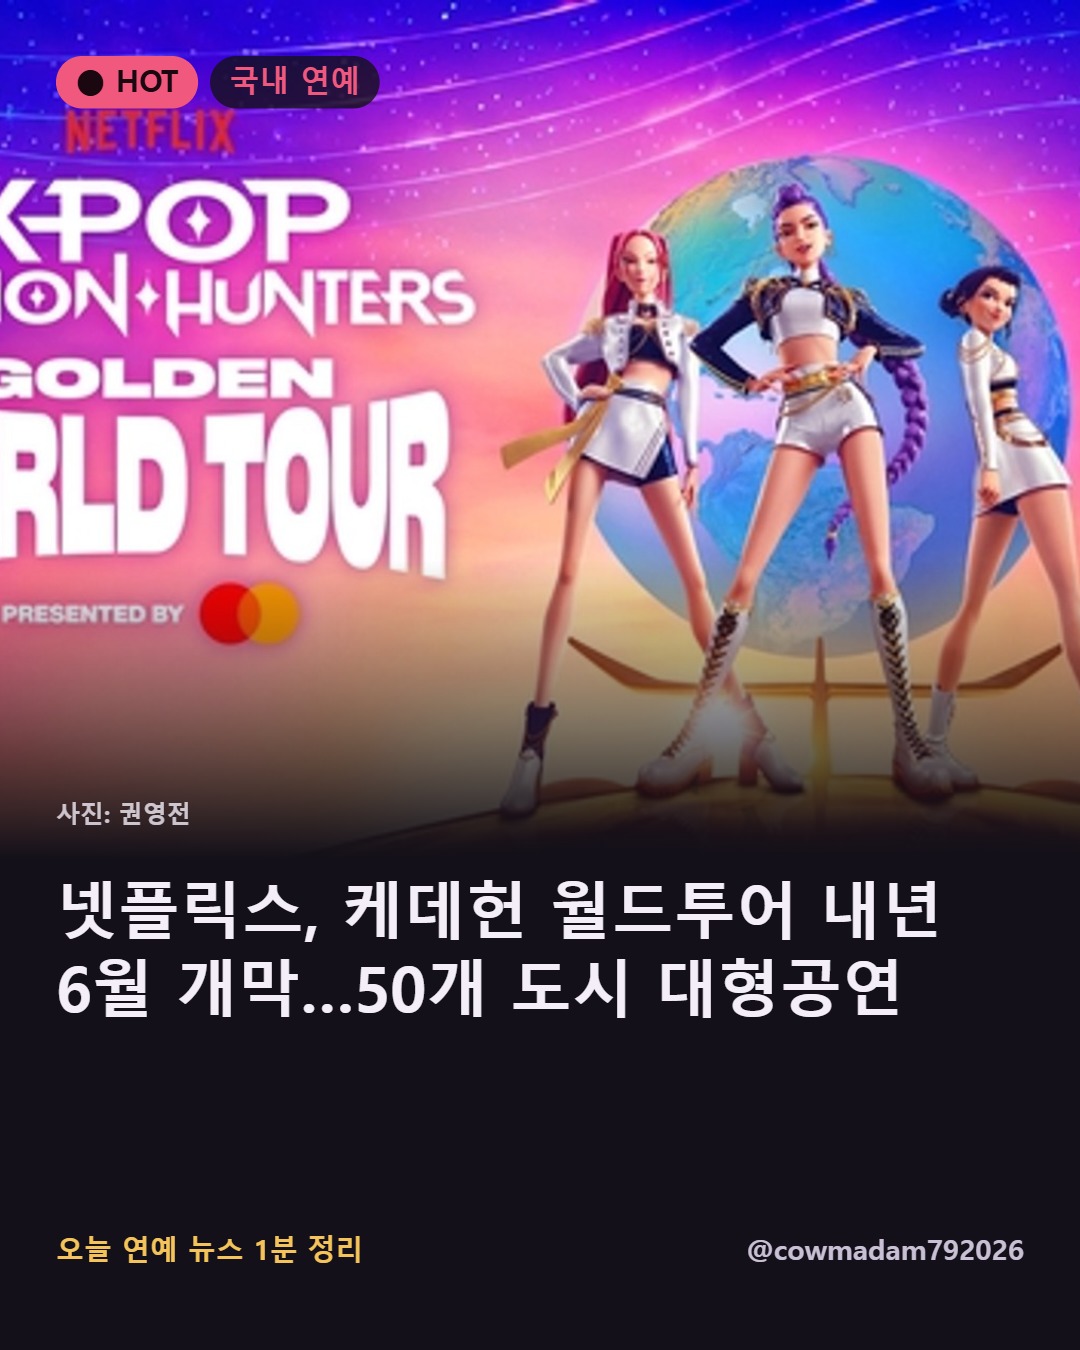 HOT
국내 연예
NETFLIX
K-POP
ION HUNTERS
GOLDEN
RLD TOUR
PRESENTED BY
사진: 권영전
넷플릭스, 케데헌 월드투어 내년
6월 개막...50개 도시 대형공연
오늘 연예 뉴스 1분 정리
@cowmadam792026